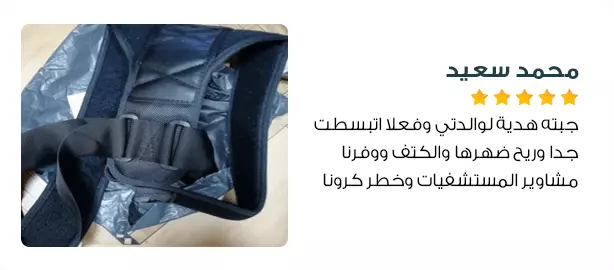 محمد سعيد
جبته هدية لوالدتي وفعلا اتبسطت
جدا وريح ضهرها والكتف ووفرنا
مشاوير المستشفيات وخطر كرونا